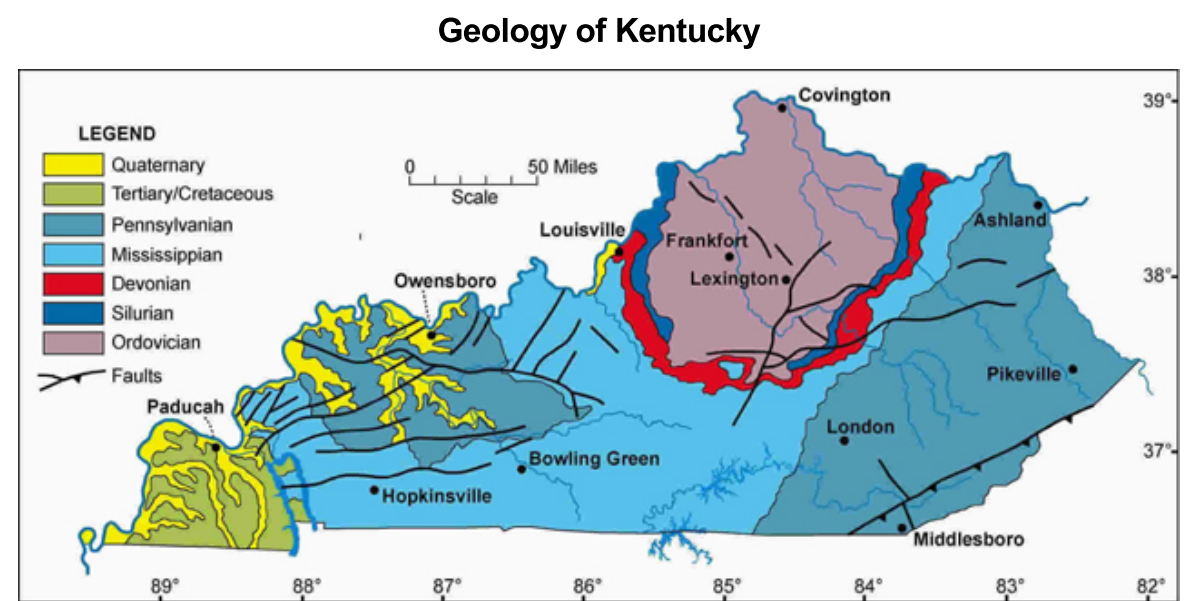 Geology of Kentucky
Covington
39°
LEGEND
Quaternary
0 50 Miles
Scale
Tertiary/Cretaceous
Pennsylvanian
Ashland
Louisville
Frankfort
Mississippian
Lexington
38°
Devonian
Owensboro
Silurian
Ordovician
Faults
Pikeville
Paducah
London
37°
Bowling Green
Hopkinsville
Middlesboro
89° 88° 87° 86° 85° 84° 83° 82°